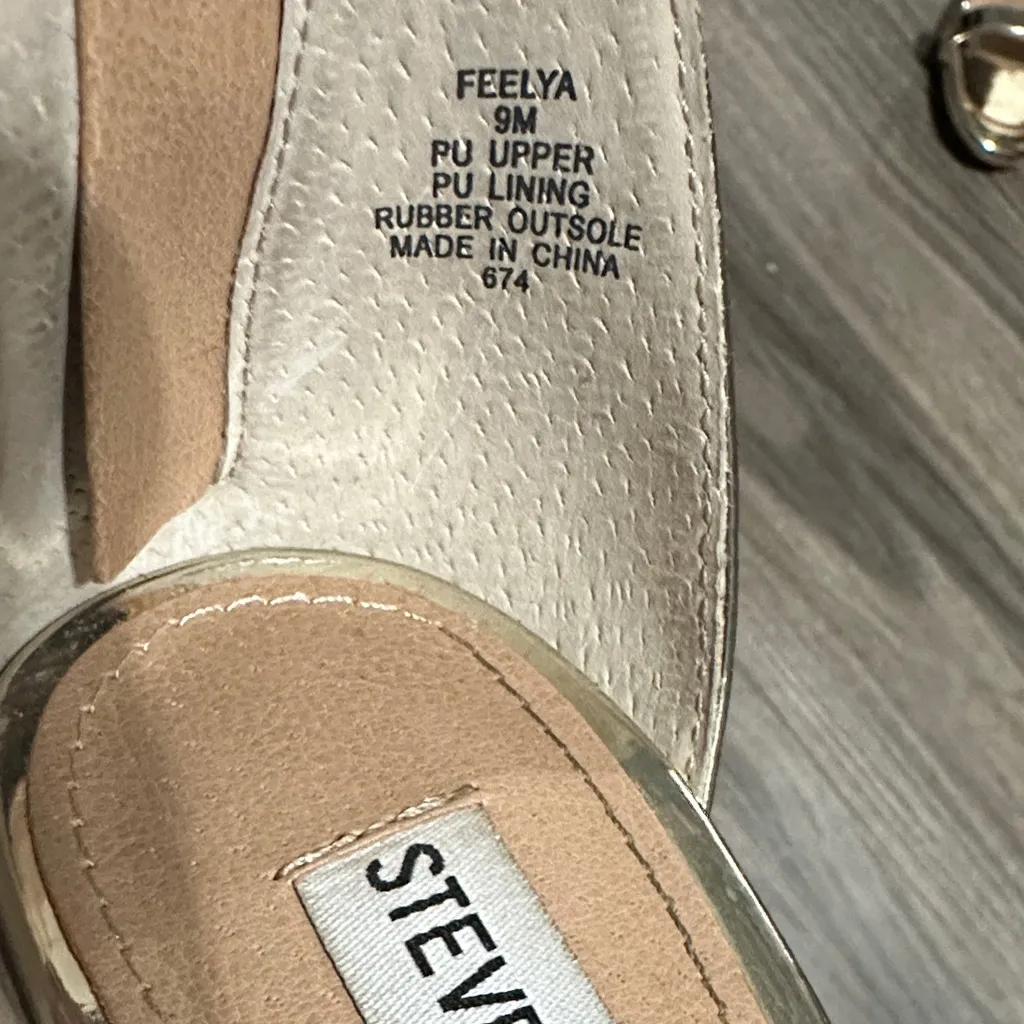 FEELYA
9M
PU UPPER
PU LINING
RUBBER OUTSOLE
MADE IN CHINA
674
STEVE